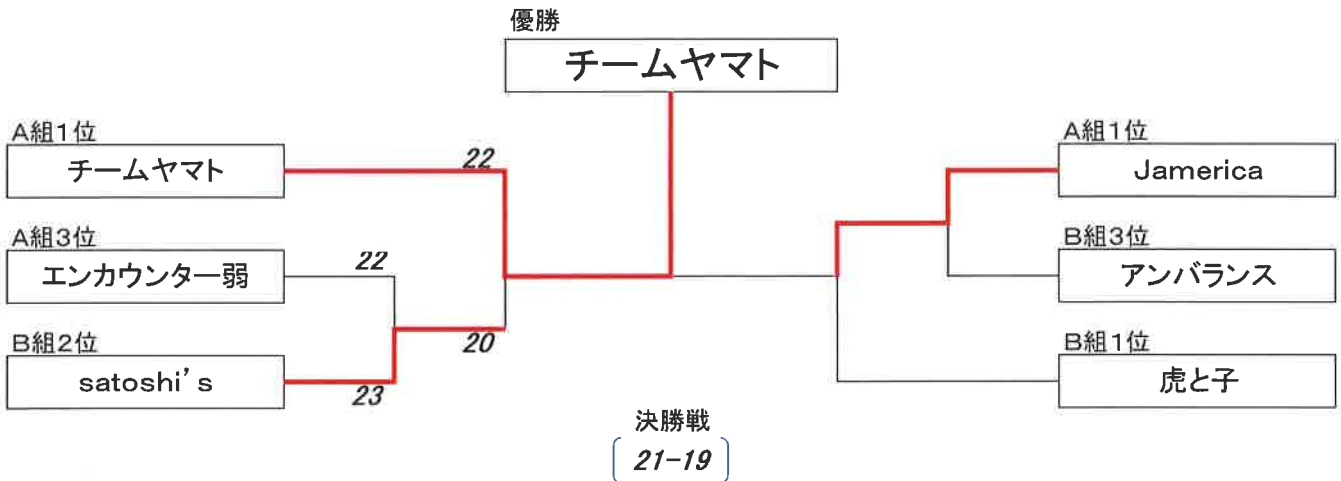 優勝
チームヤマト
A組1位
チームヤマト
22
A組3位
エンカウンター弱
22
B組2位
satoshi's
23
20
A組1位
Jamerica
B組3位
アンバランス
B組1位
虎と子
決勝戦
21-19